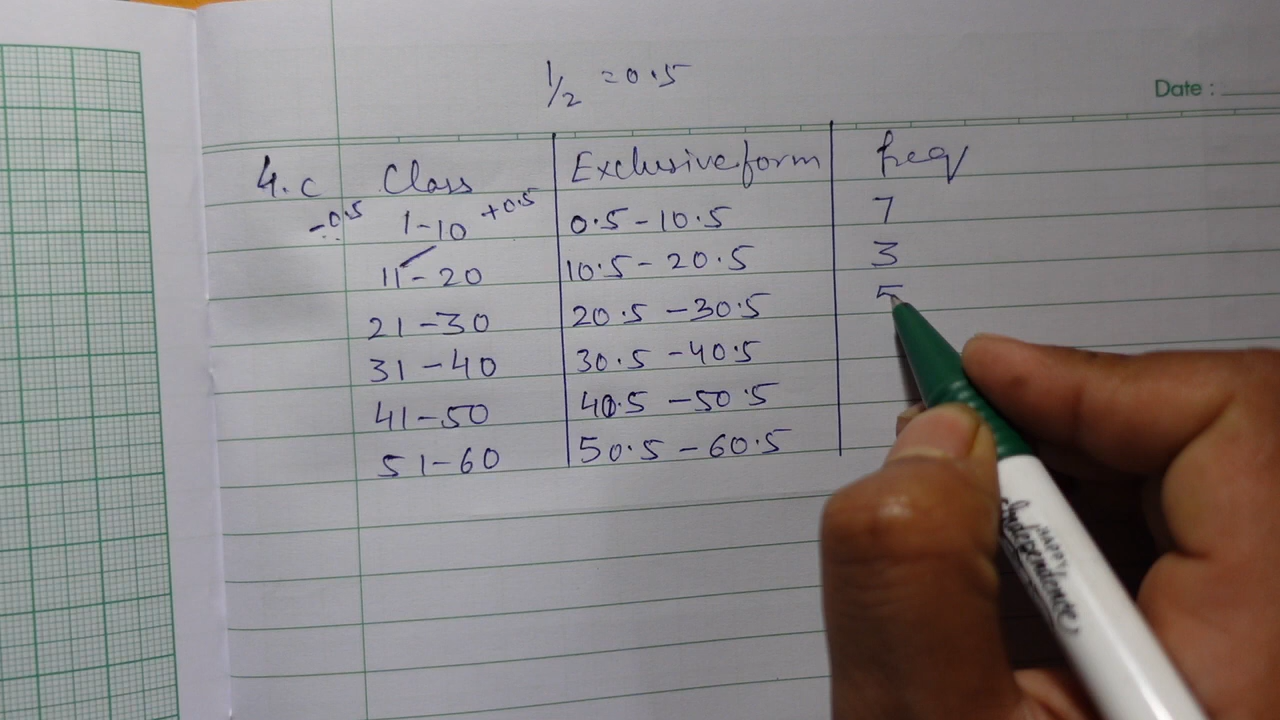 1/2 = 0.5
Date :
4. c Class Exclusive form freq
-0.5 1-10 +0.5 0.5-10.5 7
11-20 10.5-20.5 3
21-30 20.5-30.5 5
31-40 30.5-40.5
41-50 40.5-50.5
51-60 50.5-60.5
HAPPY
Independence